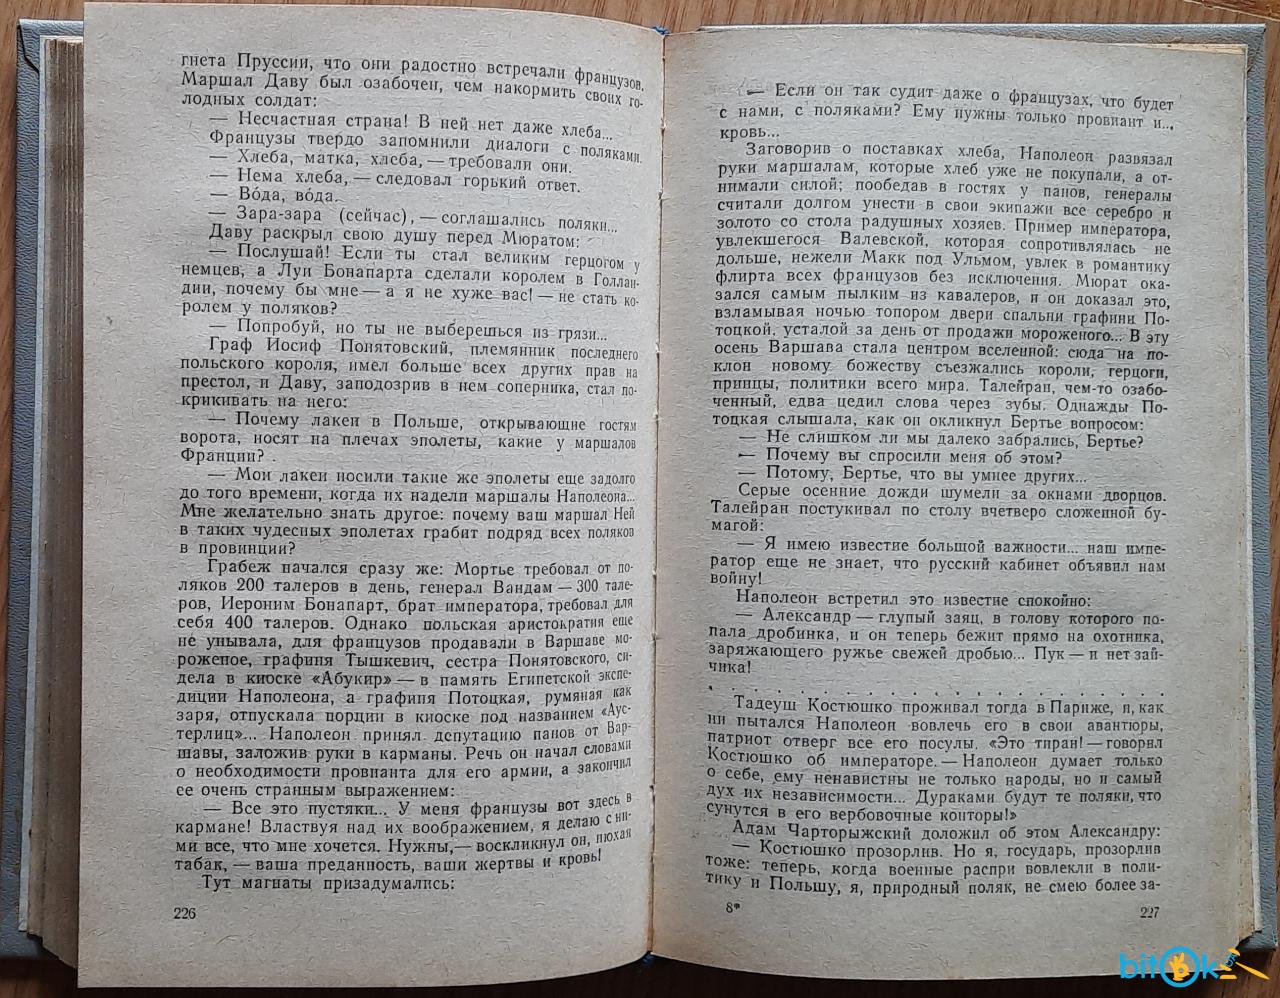 гнета Пруссии, что они радостно встречали французов.
Маршал Даву был озабочен, чем накормить своих го-
лодных солдат:
— Несчастная страна! В ней нет даже хлеба...
Французы твердо запомнили диалоги с поляками.
— Хлеба, матка, хлеба, — требовали они.
— Нема хлеба, — следовал горький ответ.
— Во́да, во́да.
— Зара-зара (сейчас), — соглашались поляки...
Даву раскрыл свою душу перед Мюратом:
— Послушай! Если ты стал великим герцогом у
немцев, а Луи Бонапарта сделали королем в Голлан-
дии, почему бы мне — а я не хуже вас! — не стать ко-
ролем у поляков?
— Попробуй, но ты не выберешься из грязи...
Граф Иосиф Понятовский, племянник последнего
польского короля, имел больше всех других прав на
престол, и Даву, заподозрив в нем соперника, стал по-
крикивать на него:
— Почему лакеи в Польше, открывающие гостям
ворота, носят на плечах эполеты, какие у маршалов
Франции?
— Мои лакеи носили такие же эполеты еще задолго
до того времени, когда их надели маршалы Наполеона...
Мне желательно знать другое: почему ваш маршал Ней
в таких чудесных эполетах грабит подряд всех поляков
в провинции?
Грабеж начался сразу же: Мортье требовал от по-
ляков 200 талеров в день, генерал Вандам — 300 тале-
ров, Иероним Бонапарт, брат императора, требовал для
себя 400 талеров. Однако польская аристократия еще
не унывала, для французов продавали в Варшаве мо-
роженое, графиня Тышкевич, сестра Понятовского, си-
дела в киоске «Абукир» — в память Египетской экспе-
диции Наполеона, а графиня Потоцкая, румяная как
заря, отпускала порции в киоске под названием «Аус-
терлиц»... Наполеон принял депутацию панов от Вар-
шавы, заложив руки в карманы. Речь он начал словами
о необходимости провианта для его армии, а закончил
ее очень странным выражением:
— Все это пустяки... У меня французы вот здесь в
кармане! Властвуя над их воображением, я делаю с ни-
ми все, что мне хочется. Нужны, — воскликнул он, нюхая
табак, — ваша преданность, ваши жертвы и кровь!
Тут магнаты призадумались:
226
— Если он так судит даже о французах, что будет
с нами, с поляками? Ему нужны только провиант и...
кровь...
Заговорив о поставках хлеба, Наполеон развязал
руки маршалам, которые хлеб уже не покупали, а от-
нимали силой; пообедав в гостях у панов, генералы
считали долгом унести в свои экипажи все серебро и
золото со стола радушных хозяев. Пример императора,
увлекшегося Валевской, которая сопротивлялась не
дольше, нежели Макк под Ульмом, увлек в романтику
флирта всех французов без исключения. Мюрат ока-
зался самым пылким из кавалеров, и он доказал это,
взламывая ночью топором двери спальни графини По-
тоцкой, усталой за день от продажи мороженого... В эту
осень Варшава стала центром вселенной: сюда на по-
клон новому божеству съезжались короли, герцоги,
принцы, политики всего мира. Талейран, чем-то озабо-
ченный, едва цедил слова через зубы. Однажды По-
тоцкая слышала, как он окликнул Бертье вопросом:
— Не слишком ли мы далеко забрались, Бертье?
— Почему вы спросили меня об этом?
— Потому, Бертье, что вы умнее других...
Серые осенние дожди шумели за окнами дворцов.
Талейран постукивал по столу вчетверо сложенной бу-
магой:
— Я имею известие большой важности... наш импе-
ратор еще не знает, что русский кабинет объявил нам
войну!
Наполеон встретил это известие спокойно:
— Александр — глупый заяц, в голову которого по-
пала дробинка, и он теперь бежит прямо на охотника,
заряжающего ружье свежей дробью... Пук — и нет зай-
чика!
. . . . . . . . . . . . . . . . . . . .
Тадеуш Костюшко проживал тогда в Париже, и, как
ни пытался Наполеон вовлечь его в свои авантюры,
патриот отверг все его посулы. «Это тиран! — говорил
Костюшко об императоре. — Наполеон думает только
о себе, ему ненавистны не только народы, но и самый
дух их независимости... Дураками будут те поляки, что
сунутся в его вербовочные конторы!»
Адам Чарторыжский доложил об этом Александру:
— Костюшко прозорлив. Но я, государь, прозорлив
тоже: теперь, когда военные распри вовлекли в поли-
тику и Польшу, я, природный поляк, не смею более за-
8*
227
bitOk